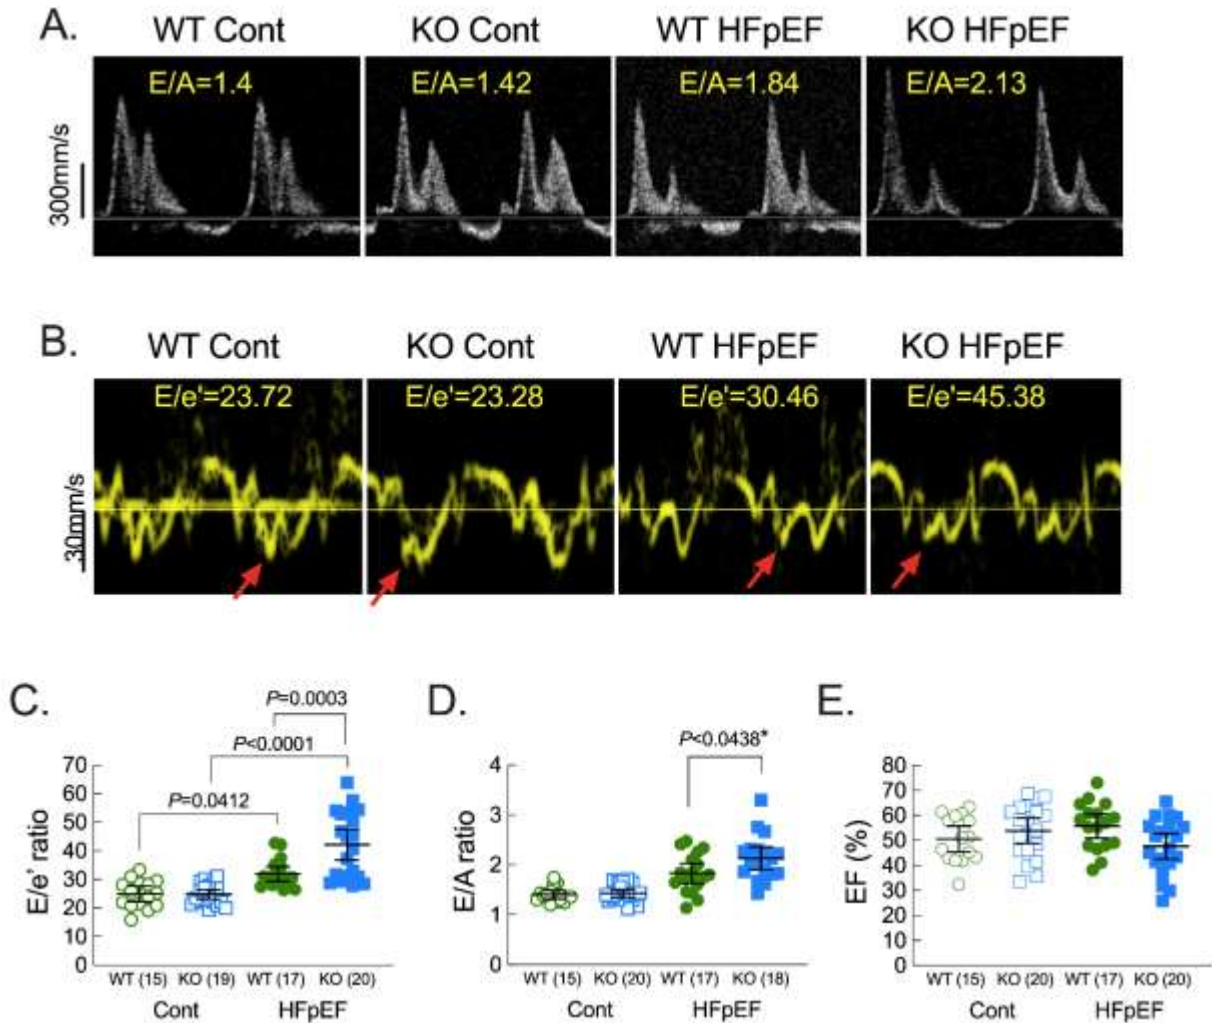 A.
WT Cont KO Cont WT HFpEF KO HFpEF
E/A=1.4 E/A=1.42 E/A=1.84 E/A=2.13
300mm/s
B.
WT Cont KO Cont WT HFpEF KO HFpEF
E/e'=23.72 E/e'=23.28 E/e'=30.46 E/e'=45.38
30mm/s
C.
P=0.0003
P<0.0001
P=0.0412
E/e' ratio
70
60
50
40
30
20
10
0
WT (15) KO (19) WT (17) KO (20)
Cont HFpEF
D.
P<0.0438*
E/A ratio
4
3
2
1
0
WT (15) KO (20) WT (17) KO (18)
Cont HFpEF
E.
EF (%)
80
70
60
50
40
30
20
10
0
WT (15) KO (20) WT (17) KO (20)
Cont HFpEF